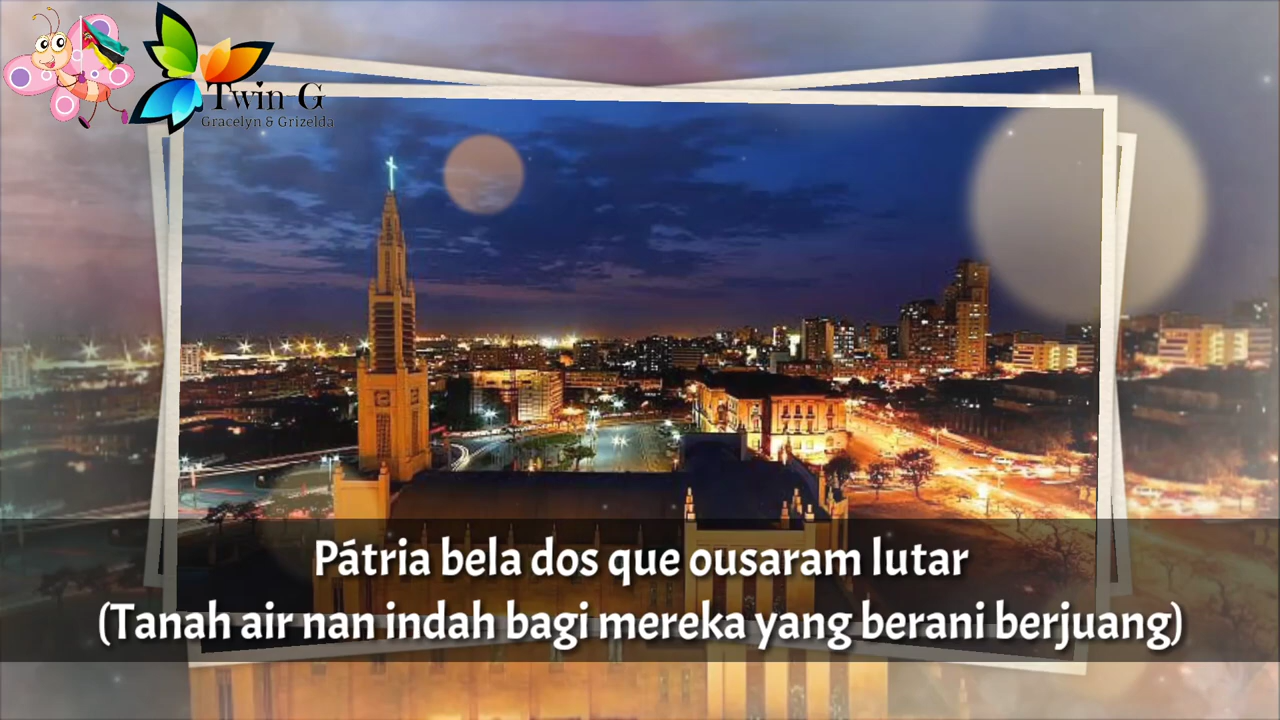 Twin G
Gracelyn & Grizelda
Pátria bela dos que ousaram lutar
(Tanah air nan indah bagi mereka yang berani berjuang)